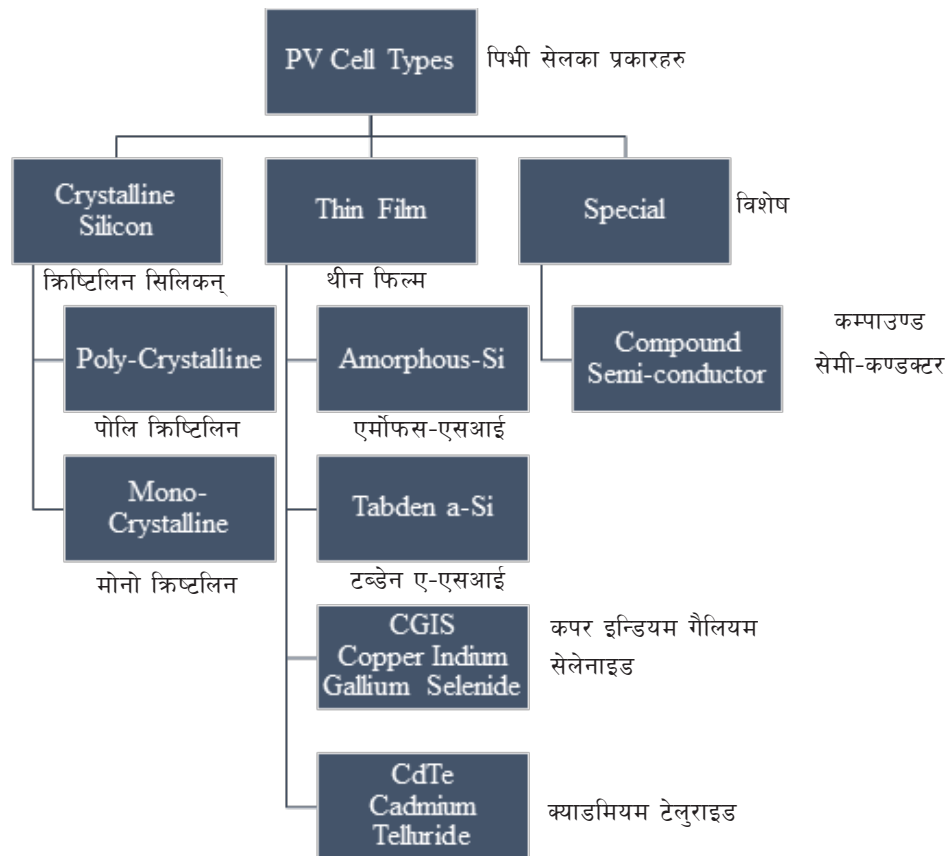 PV Cell Types
पिभी सेलका प्रकारहरु
Crystalline
Silicon
Thin Film
Special
विशेष
क्रिष्टिलिन सिलिकन्
थीन फिल्म
Poly-Crystalline
Amorphous-Si
Compound
Semi-conductor
कम्पाउण्ड
सेमी-कण्डक्टर
पोलि क्रिष्टिलिन
एर्मोफस-एसआई
Mono-
Crystalline
Tabden a-Si
मोनो क्रिष्टलिन
टब्डेन ए-एसआई
CGIS
Copper Indium
Gallium Selenide
कपर इन्डियम गैलियम
सेलेनाइड
CdTe
Cadmium
Telluride
क्याडमियम टेलुराइड